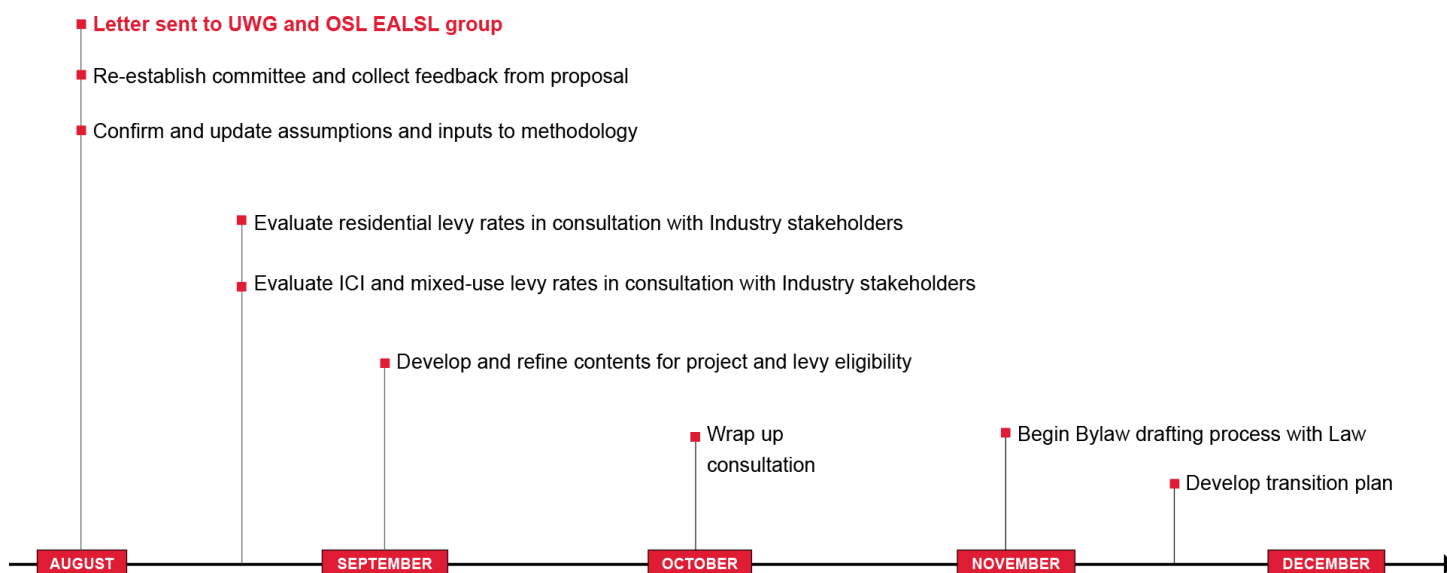 Letter sent to UWG and OSL EALSL group
Re-establish committee and collect feedback from proposal
Confirm and update assumptions and inputs to methodology
Evaluate residential levy rates in consultation with Industry stakeholders
Evaluate ICI and mixed-use levy rates in consultation with Industry stakeholders
Develop and refine contents for project and levy eligibility
Wrap up
consultation
Begin Bylaw drafting process with Law
Develop transition plan
AUGUST
SEPTEMBER
OCTOBER
NOVEMBER
DECEMBER